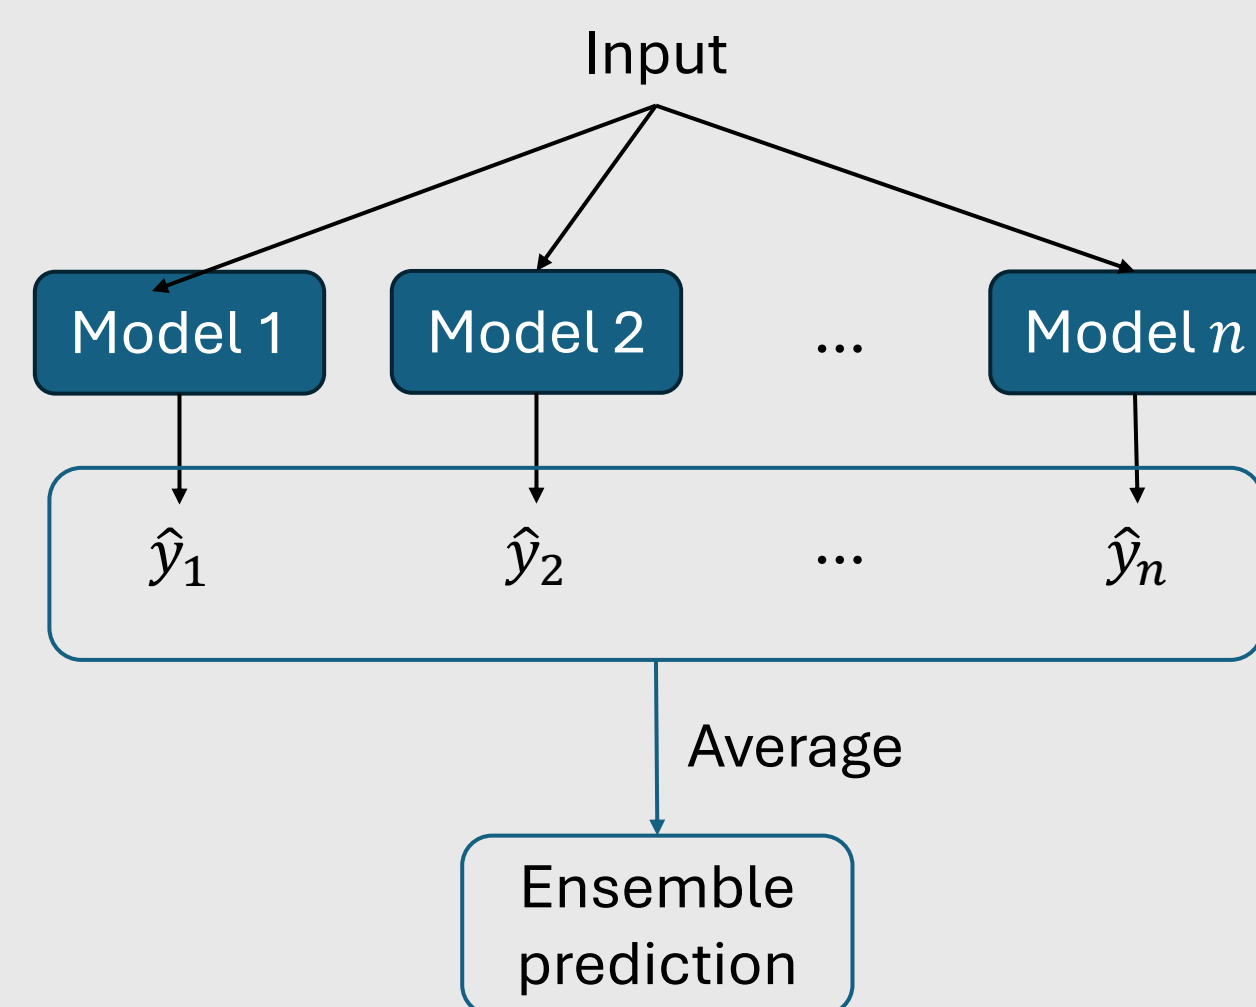 Input
Model 1 Model 2 ... Model n
ŷ₁ ŷ₂ ... ŷₙ
Average
Ensemble
prediction